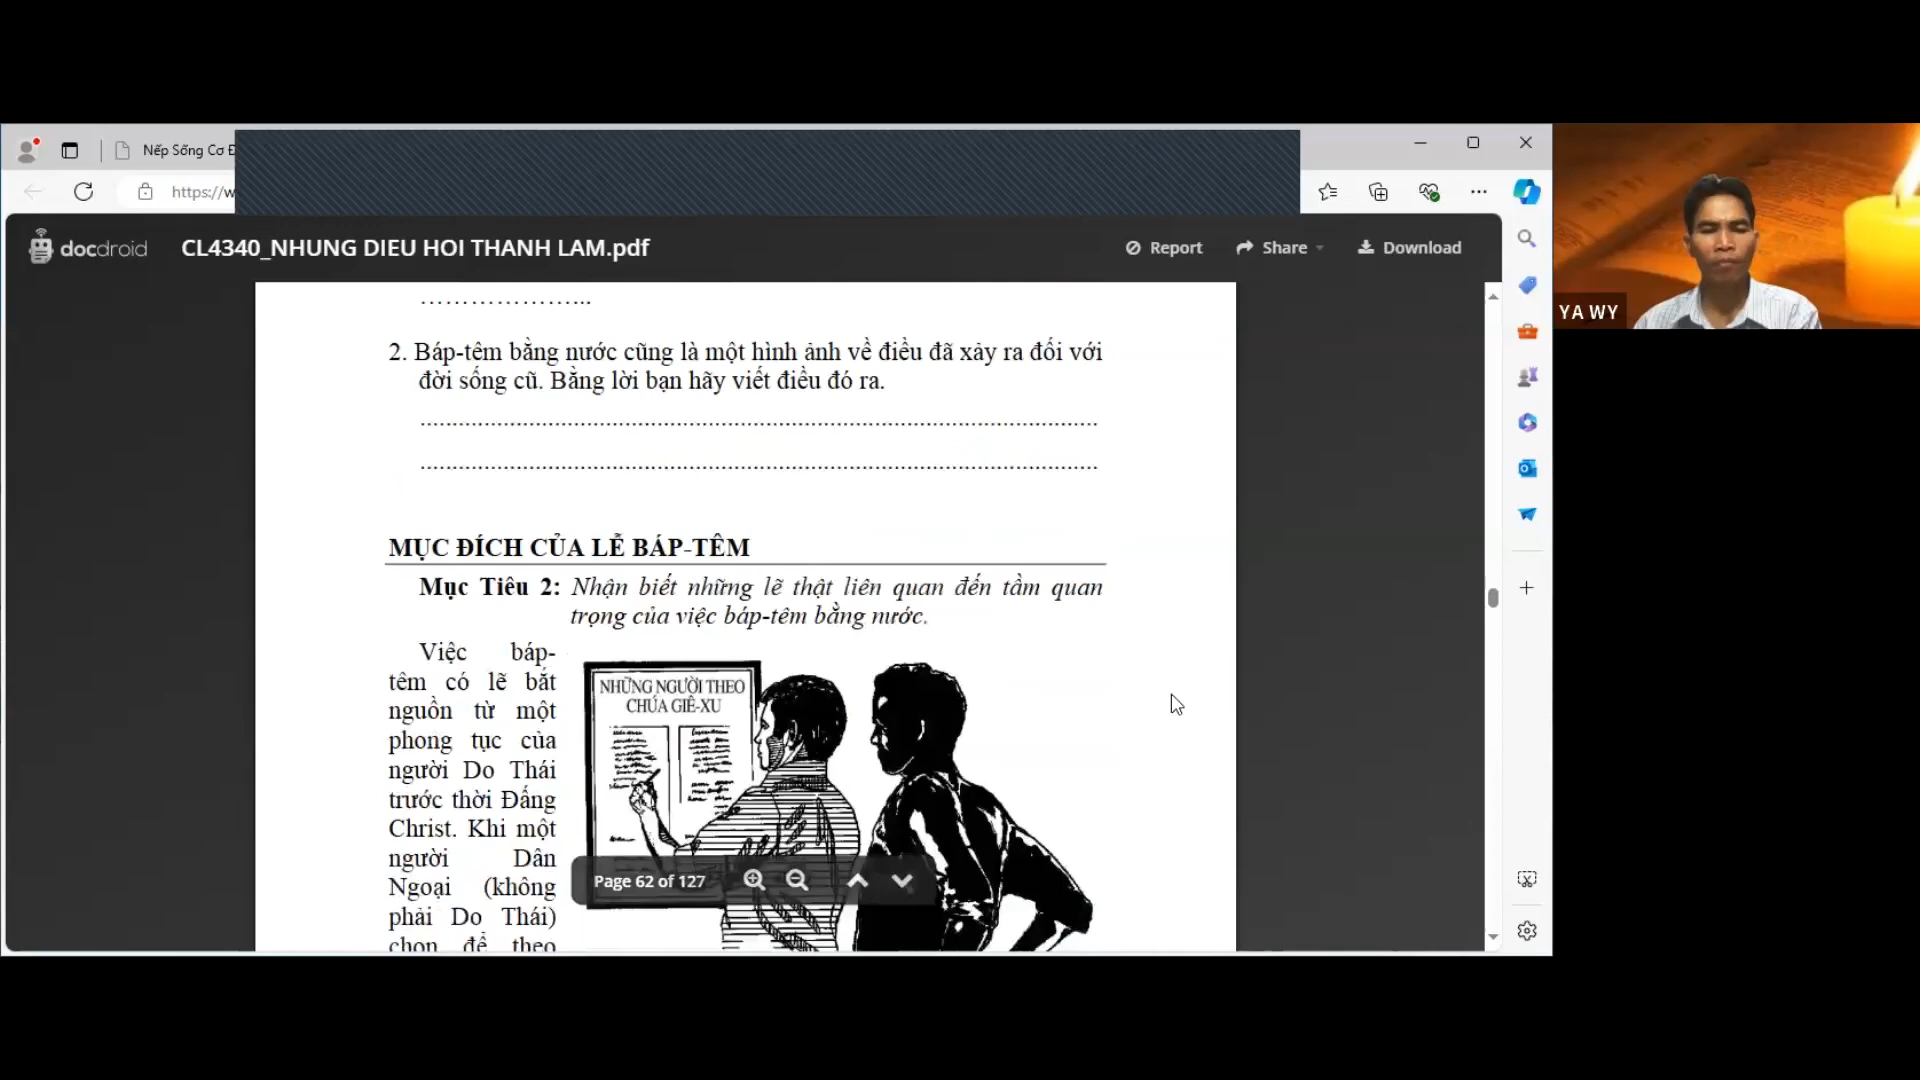 Nếp Sống Cơ Đ
https://w
docdroid
CL4340_NHUNG DIEU HOI THANH LAM.pdf
Report
Share
Download
YA WY
…………………...
2. Báp-têm bằng nước cũng là một hình ảnh về điều đã xảy ra đối với
đời sống cũ. Bằng lời bạn hãy viết điều đó ra.
MỤC ĐÍCH CỦA LỄ BÁP-TÊM
Mục Tiêu 2: Nhận biết những lẽ thật liên quan đến tầm quan
trọng của việc báp-têm bằng nước.
Việc báp-
têm có lẽ bắt
nguồn từ một
phong tục của
người Do Thái
trước thời Đấng
Christ. Khi một
người Dân
Ngoại (không
phải Do Thái)
chọn để theo
NHỮNG NGƯỜI THEO
CHÚA GIÊ-XU
Page 62 of 127